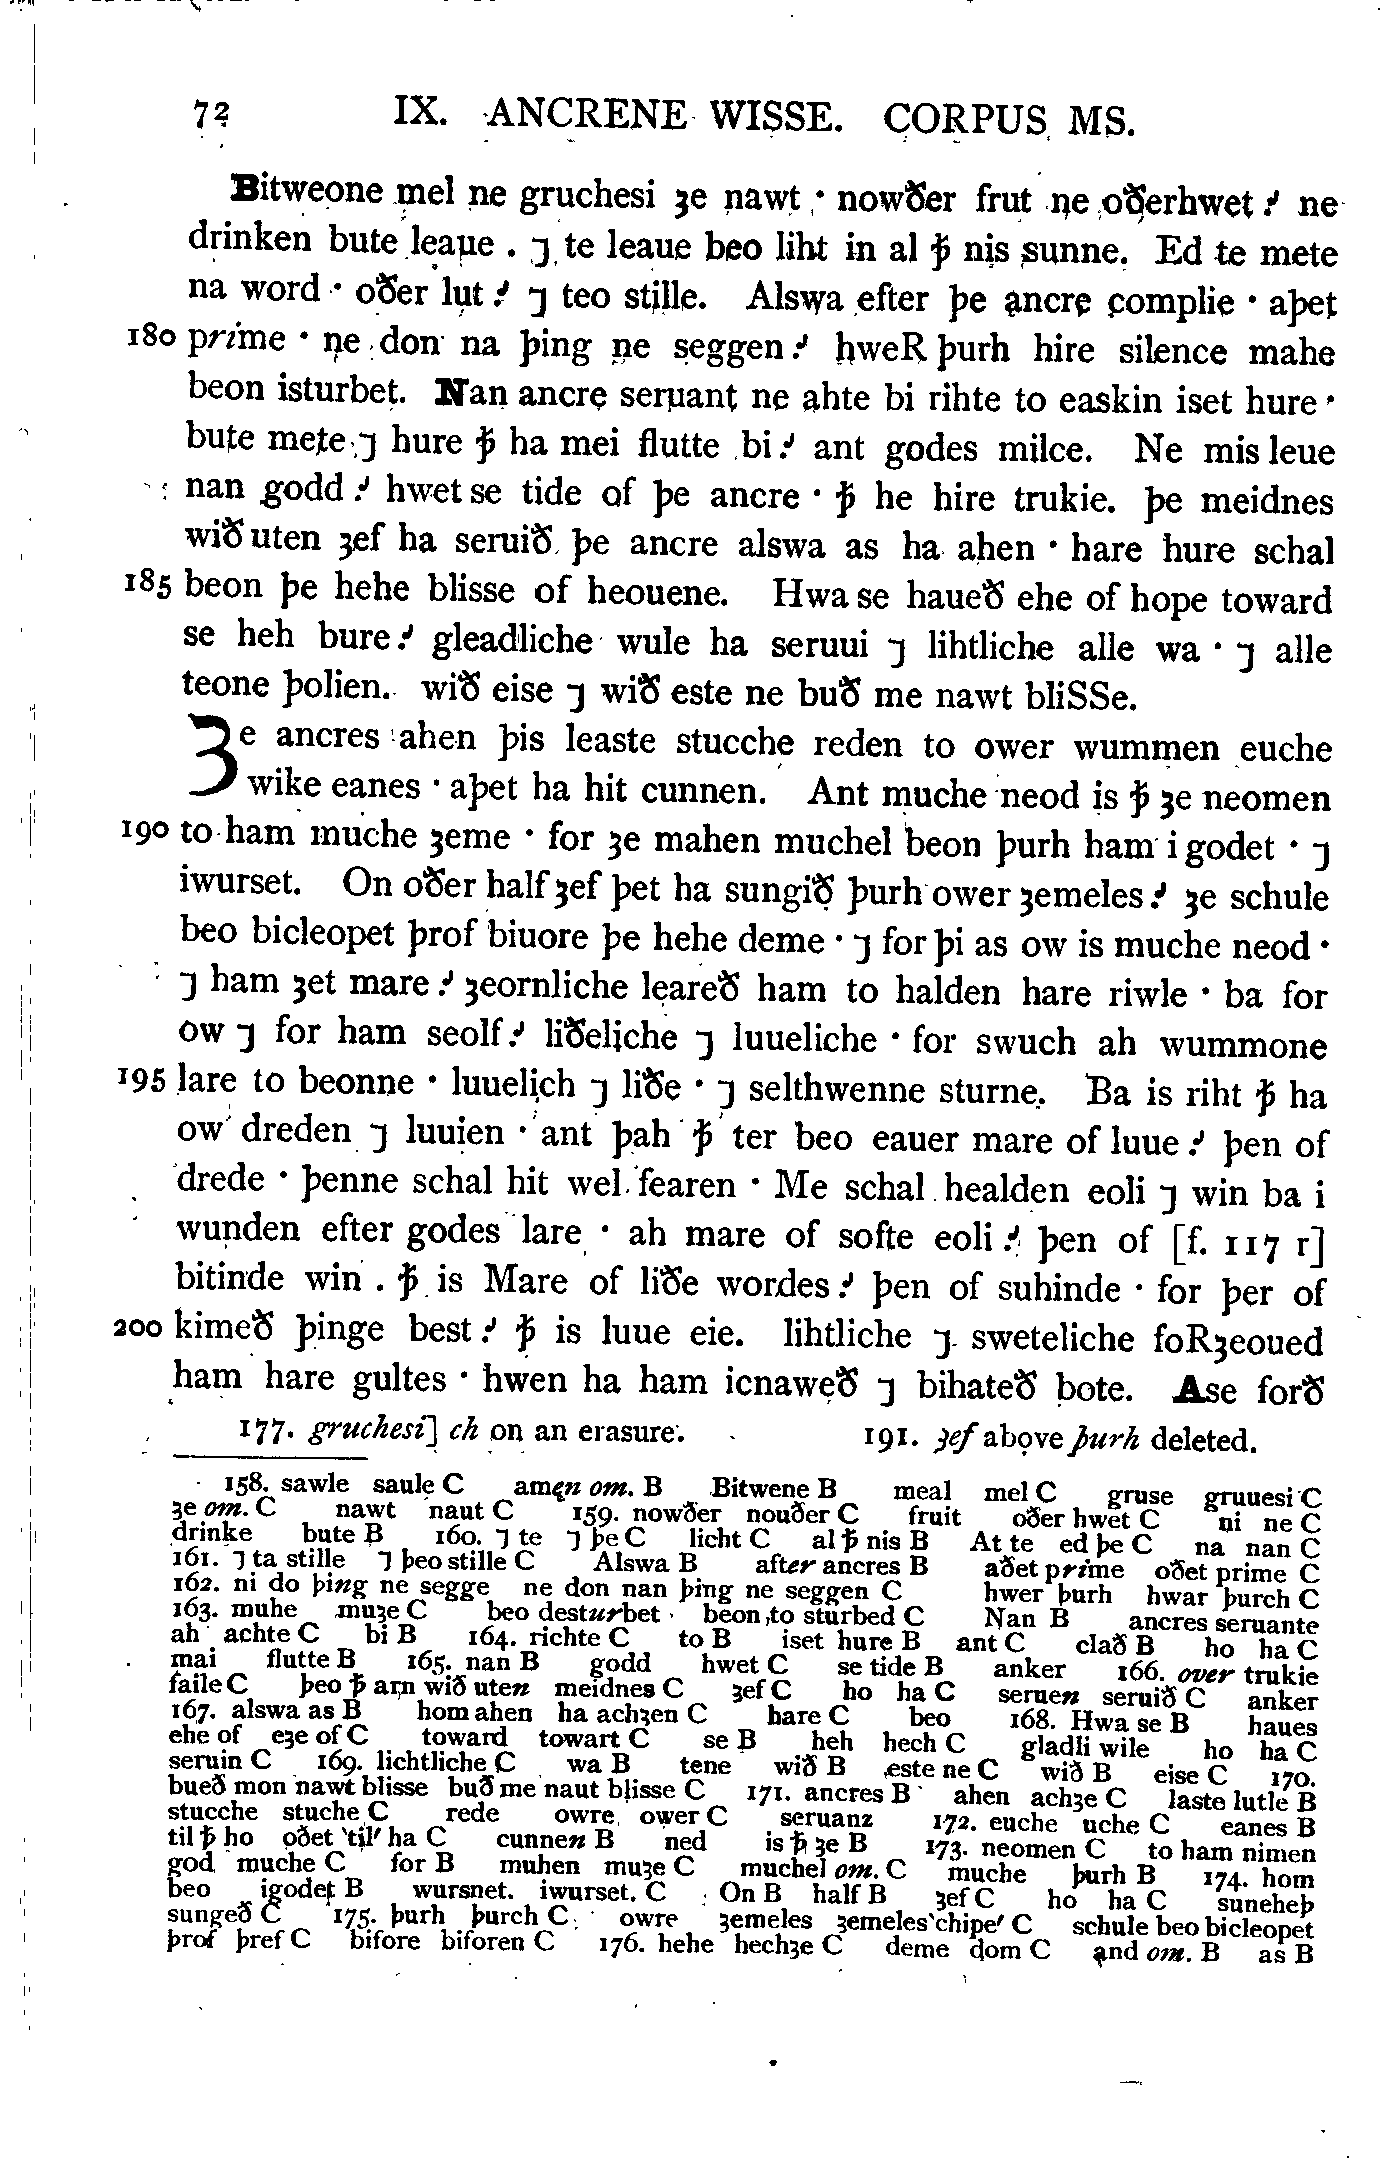 72 IX. ANCRENE WISSE. CORPUS MS.
Bitweone mel ne gruchesi ȝe nawt · nowðer frut ne oðerhwet ⁊ ne
drinken bute leaue . ⁊ te leaue beo liht in al ꝥ nis sunne. Ed te mete
na word · oðer lut ⁊ teo stille. Alswa efter þe ancre complie · aþet
180 prime · ne don na þing ne seggen hweR þurh hire silence mahe
beon isturbet. Nan ancre seruant ne ahte bi rihte to easkin iset hure ·
bute mete ⁊ hure ꝥ ha mei flutte bi ant godes milce. Ne mis leue
nan godd hwet se tide of þe ancre · ꝥ he hire trukie. þe meidnes
wið uten ȝef ha seruið þe ancre alswa as ha ahen · hare hure schal
185 beon þe hehe blisse of heouene. Hwa se haueð ehe of hope toward
se heh bure gleadliche wule ha seruui ⁊ lihtliche alle wa · ⁊ alle
teone þolien. wið eise ⁊ wið este ne buð me nawt bliSSe.
Ȝe ancres ahen þis leaste stucche reden to ower wummen euche
wike eanes · aþet ha hit cunnen. Ant muche neod is ꝥ ȝe neomen
190 to ham muche ȝeme · for ȝe mahen muchel beon þurh ham i godet · ⁊
iwurset. On oðer half ȝef þet ha sungið þurh ower ȝemeles ȝe schule
beo bicleopet þrof biuore þe hehe deme · ⁊ for þi as ow is muche neod ·
⁊ ham ȝet mare ȝeornliche leareð ham to halden hare riwle · ba for
ow ⁊ for ham seolf liðeliche ⁊ luueliche · for swuch ah wummone
195 lare to beonne · luuelich ⁊ liðe · ⁊ selthwenne sturne. Ba is riht ꝥ ha
ow dreden ⁊ luuien · ant þah ꝥ ter beo eauer mare of luue þen of
drede · þenne schal hit wel fearen · Me schal healden eoli ⁊ win ba i
wunden efter godes lare · ah mare of softe eoli þen of [f. 117 r]
bitinde win . ꝥ is Mare of liðe wordes þen of suhinde · for þer of
200 kimeð þinge best ꝥ is luue eie. lihtliche ⁊ sweteliche foRȝeoued
ham hare gultes · hwen ha ham icnaweð ⁊ bihateð bote. Ase forð
177. gruchesi] ch on an erasure. 191. ȝef above þurh deleted.
158. sawle saule C amen om. B Bitwene B meal mel C gruse gruuesi C
ȝe om. C nawt naut C 159. nowðer nouðer C fruit oðer hwet C ni ne C
drinke bute B 160. ⁊ te ⁊ þe C licht C al ꝥ nis B At te ed þe C na nan C
161. ⁊ ta stille ⁊ þeo stille C Alswa B after ancres B aðet prime oðet prime C
162. ni do þing ne segge ne don nan þing ne seggen C hwer þurh hwar þurch C
163. muhe muȝe C beo desturbet beon to sturbed C Nan B ancres seruante
ah achte C bi B 164. richte C to B iset hure B ant C clað B ho ha C
mai flutte B 165. nan B godd hwet C se tide B anker 166. over trukie
faile C þeo ꝥ arn wið uten meidnes C ȝef C ho ha C seruen seruið C anker
167. alswa as B hom ahen ha achȝen C hare C beo 168. Hwa se B haues
ehe of eȝe of C toward towart C se B heh hech C gladli wile ho ha C
seruin C 169. lichtliche C wa B tene wið B este ne C wið B eise C 170.
bueð mon nawt blisse buð me naut blisse C 171. ancres B ahen achȝe C laste lutle B
stucche stuche C rede owre ower C seruanz 172. euche uche C eanes B
til ꝥ ho oðet 'til' ha C cunnen B ned is ꝥ ȝe B 173. neomen C to ham nimen
god muche C for B muhen muȝe C muchel om. C muche þurh B 174. hom
beo igodet B wursnet. iwurset. C On B half B ȝef C ho ha C suneheþ
sungeð C 175. þurh þurch C owre ȝemeles ȝemeles'chipe' C schule beo bicleopet
þrof þref C bifore biforen C 176. hehe hechȝe C deme dom C and om. B as B